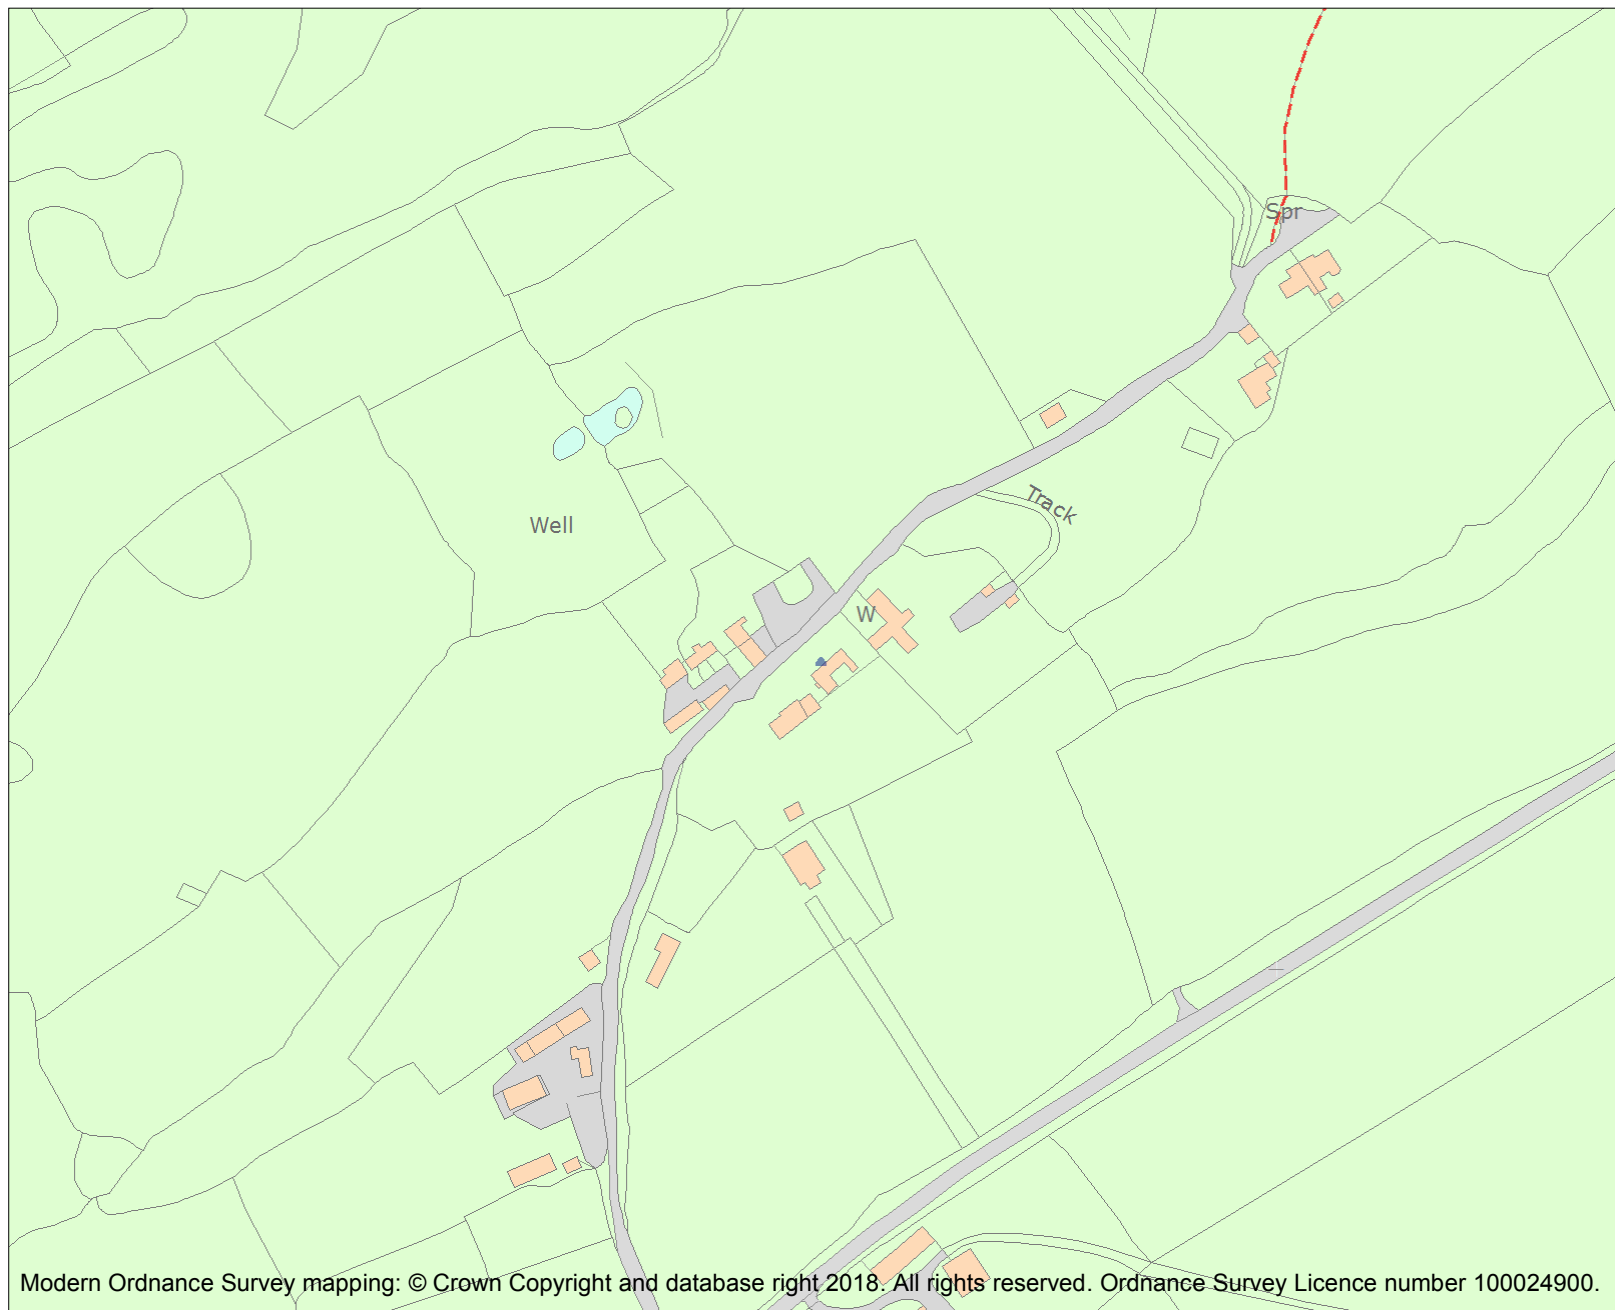 Spr
Track
Well
W
Modern Ordnance Survey mapping: © Crown Copyright and database right 2018. All rights reserved. Ordnance Survey Licence number 100024900.